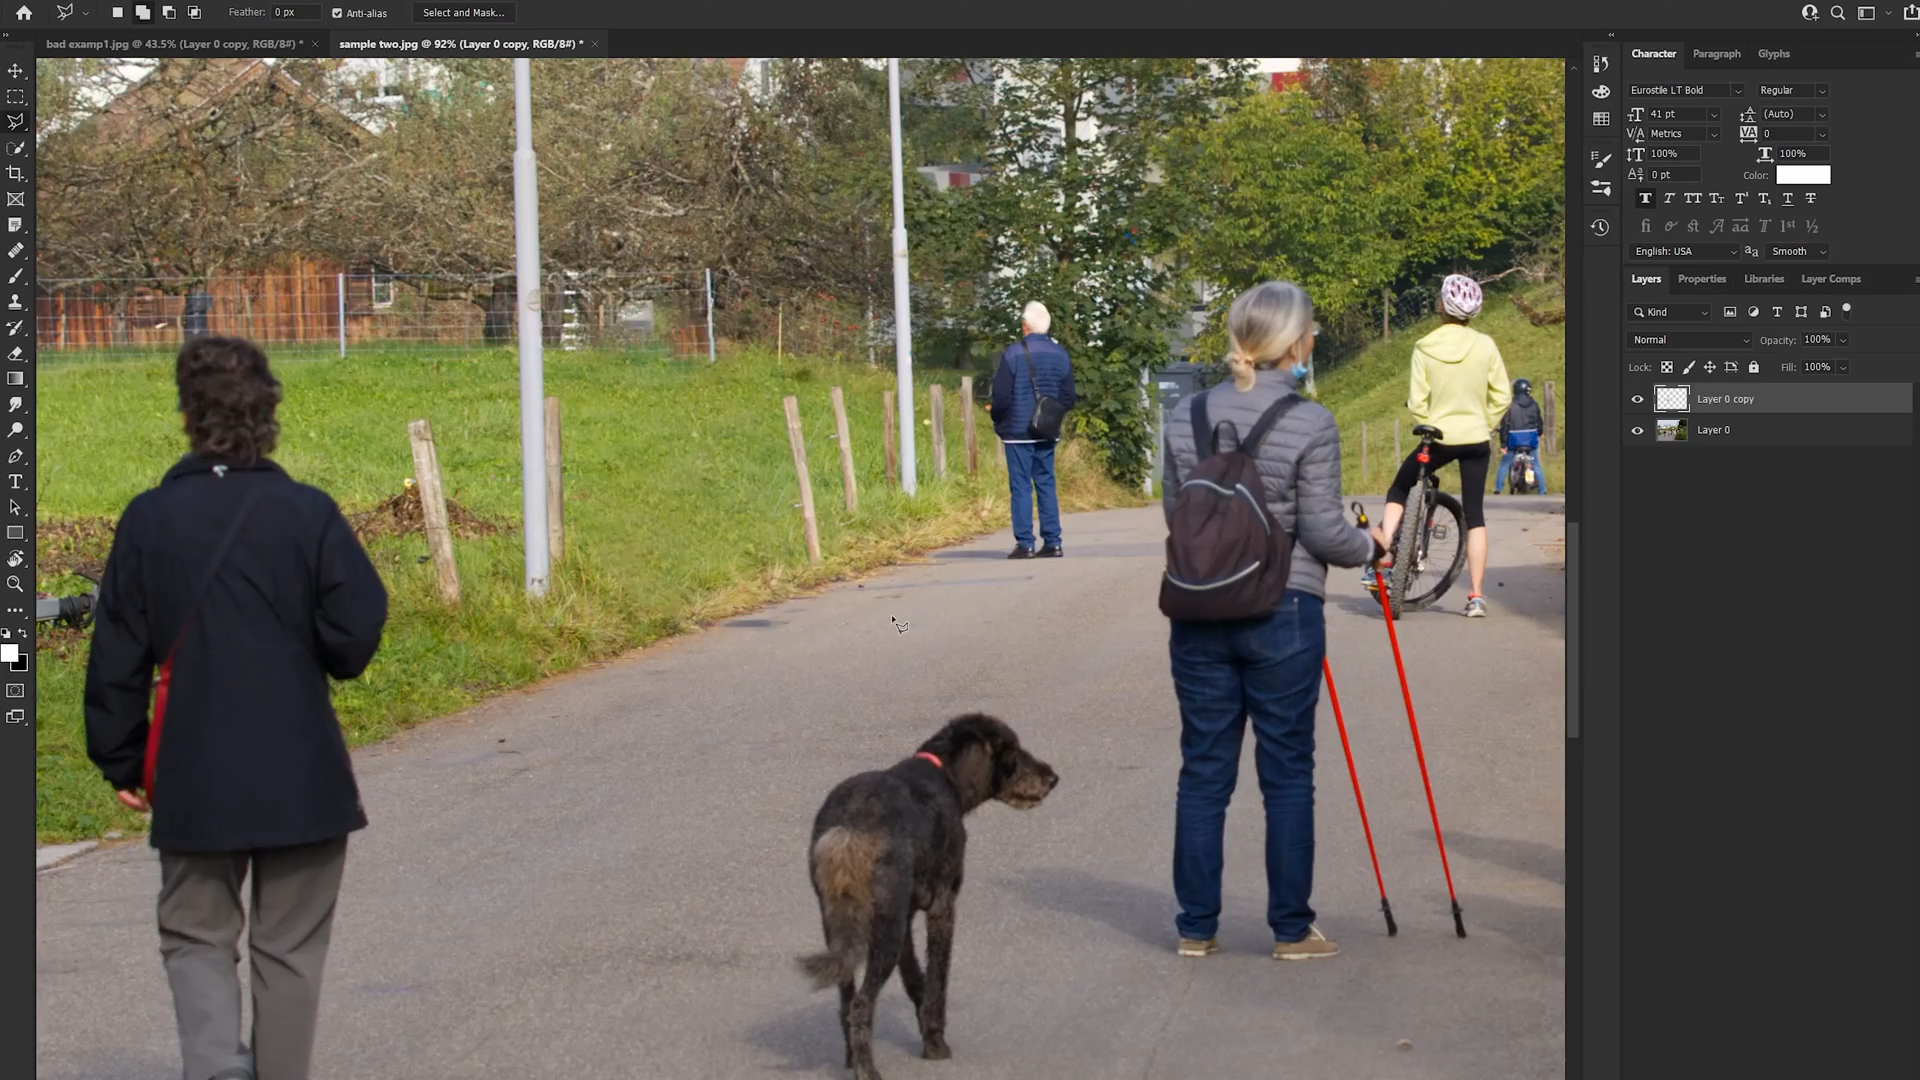 Feather: 0 px Anti-alias Select and Mask...
bad examp1.jpg @ 43.5% (Layer 0 copy, RGB/8#) * sample two.jpg @ 92% (Layer 0 copy, RGB/8#) *
Character Paragraph Glyphs
Eurostile LT Bold Regular
41 pt (Auto)
Metrics 0
100% 100%
0 pt Color:
English: USA aa Smooth
Layers Properties Libraries Layer Comps
Kind
Normal Opacity: 100%
Lock: Fill: 100%
Layer 0 copy
Layer 0